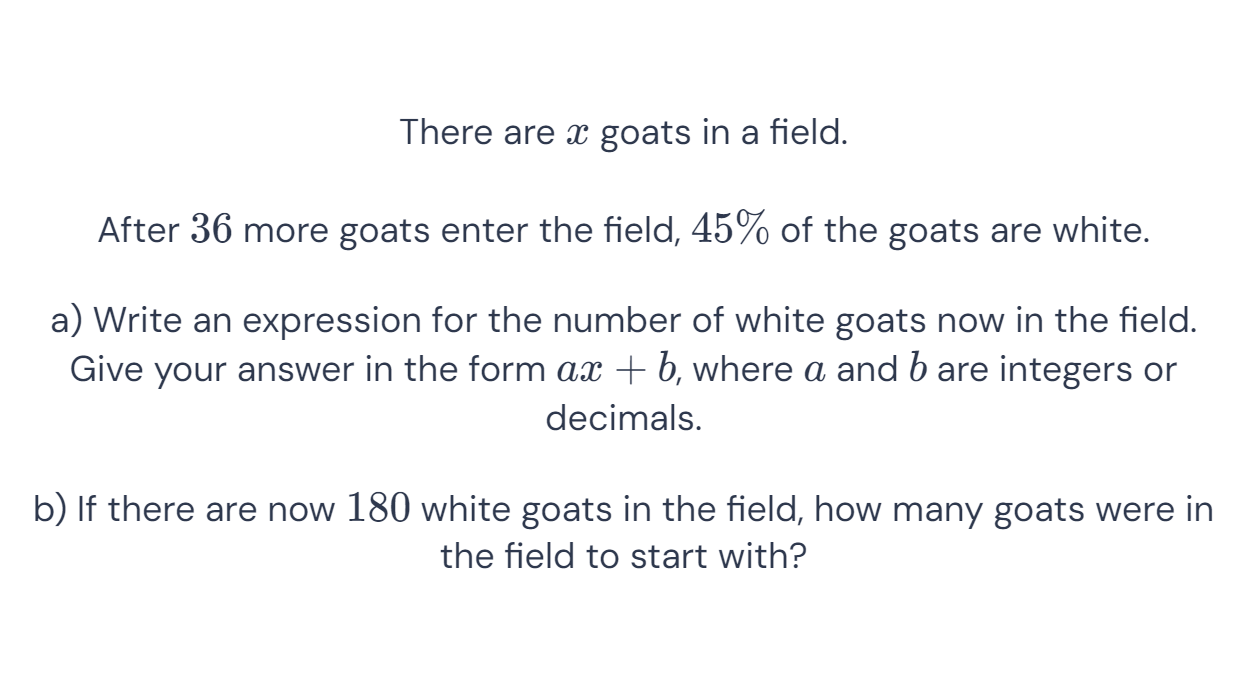 There are x goats in a field.
After 36 more goats enter the field, 45% of the goats are white.
a) Write an expression for the number of white goats now in the field.
Give your answer in the form ax + b, where a and b are integers or
decimals.
b) If there are now 180 white goats in the field, how many goats were in
the field to start with?